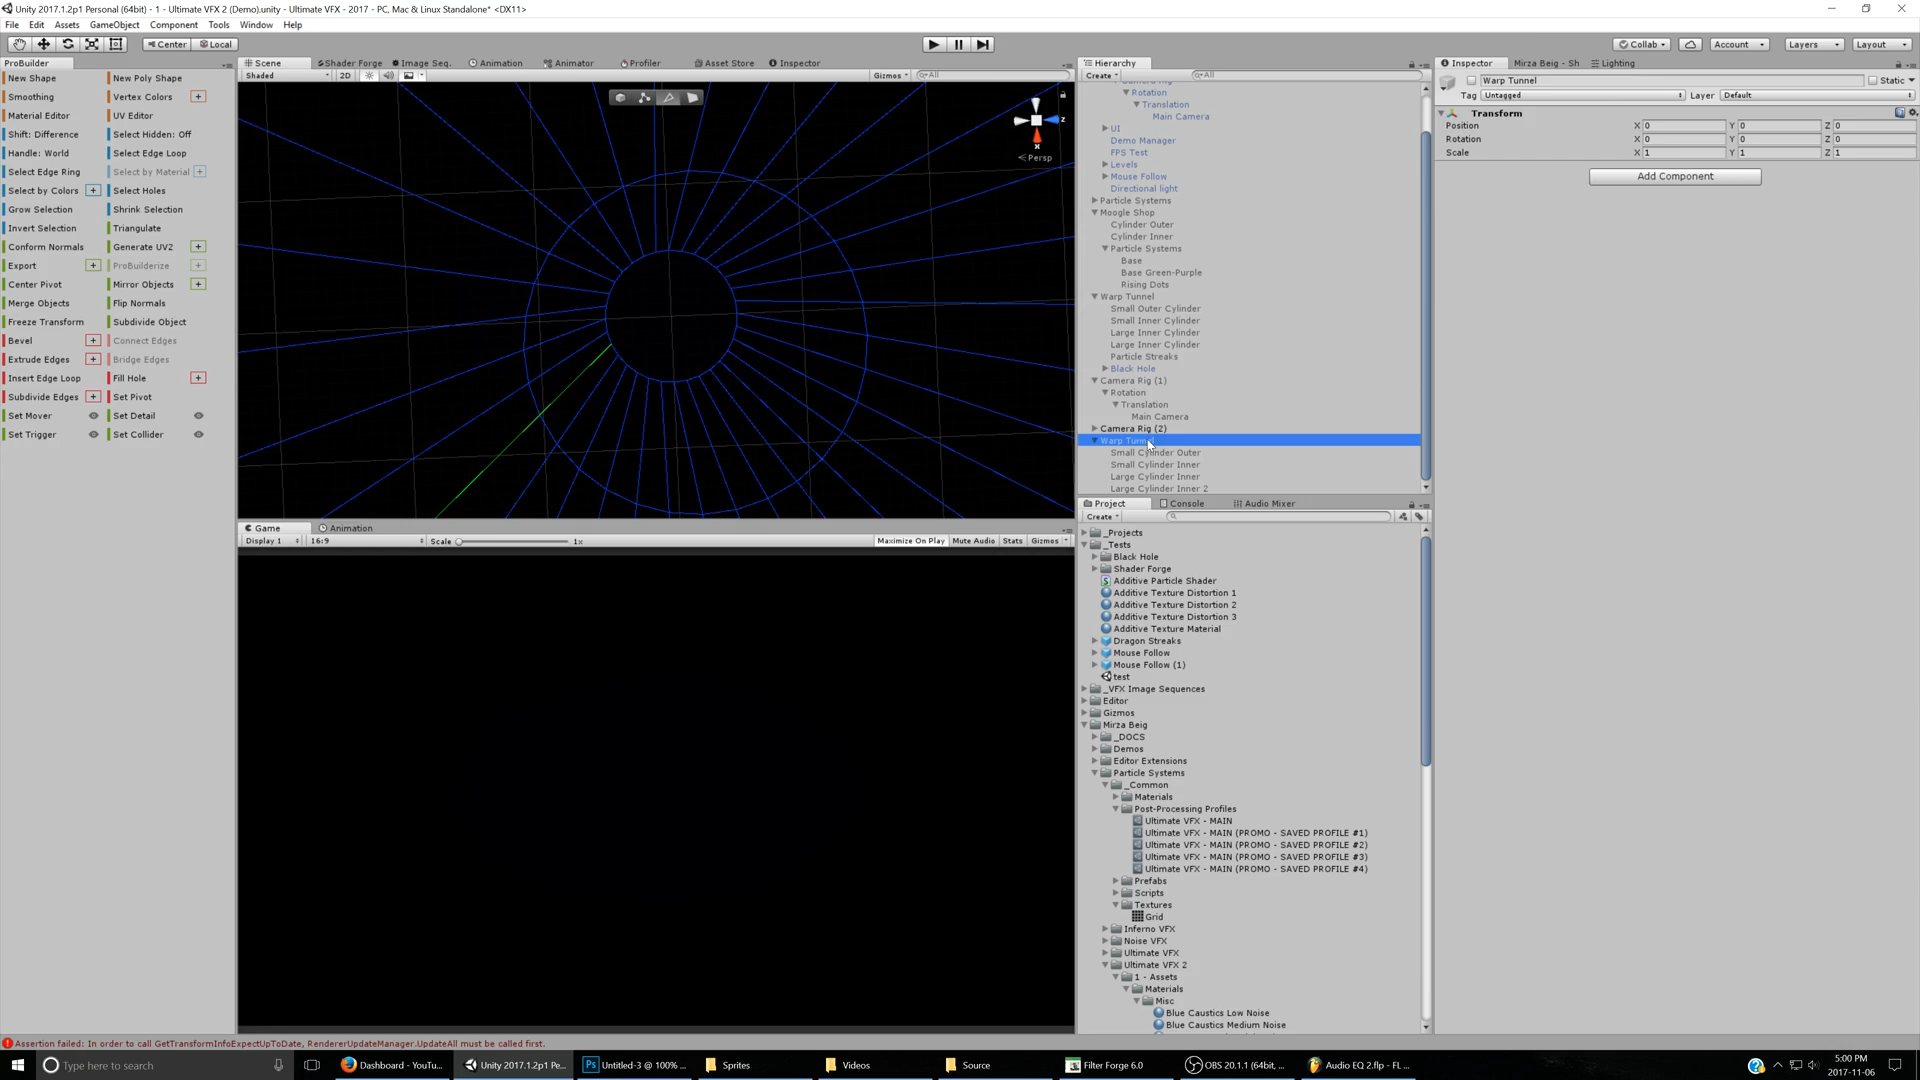 Unity 2017.1.2p1 Personal (64bit) - 1 - Ultimate VFX 2 (Demo).unity - Ultimate VFX - 2017 - PC, Mac & Linux Standalone* <DX11>
File Edit Assets GameObject Component Tools Window Help
Center Local
Collab Account Layers Layout
ProBuilder
New Shape New Poly Shape
Smoothing Vertex Colors +
Material Editor UV Editor
Shift: Difference Select Hidden: Off
Handle: World Select Edge Loop
Select Edge Ring Select by Material +
Select by Colors + Select Holes
Grow Selection Shrink Selection
Invert Selection Triangulate
Conform Normals Generate UV2 +
Export + ProBuilderize +
Center Pivot Mirror Objects +
Merge Objects Flip Normals
Freeze Transform Subdivide Object
Bevel + Connect Edges
Extrude Edges + Bridge Edges
Insert Edge Loop Fill Hole +
Subdivide Edges + Set Pivot
Set Mover Set Detail
Set Trigger Set Collider
Scene Shader Forge Image Seq. Animation Animator Profiler Asset Store Inspector
Shaded 2D Gizmos All
z
x
Persp
Game Animation
Display 1 16:9 Scale 1x Maximize On Play Mute Audio Stats Gizmos
Hierarchy
Create All
Rotation
Translation
Main Camera
UI
Demo Manager
FPS Test
Levels
Mouse Follow
Directional light
Particle Systems
Moogle Shop
Cylinder Outer
Cylinder Inner
Particle Systems
Base
Base Green-Purple
Rising Dots
Warp Tunnel
Small Outer Cylinder
Small Inner Cylinder
Large Inner Cylinder
Large Inner Cylinder
Particle Streaks
Black Hole
Camera Rig (1)
Rotation
Translation
Main Camera
Camera Rig (2)
Warp Tunnel
Small Cylinder Outer
Small Cylinder Inner
Large Cylinder Inner
Large Cylinder Inner 2
Project Console Audio Mixer
Create
_Projects
_Tests
Black Hole
Shader Forge
Additive Particle Shader
Additive Texture Distortion 1
Additive Texture Distortion 2
Additive Texture Distortion 3
Additive Texture Material
Dragon Streaks
Mouse Follow
Mouse Follow (1)
test
_VFX Image Sequences
Editor
Gizmos
Mirza Beig
_DOCS
Demos
Editor Extensions
Particle Systems
_Common
Materials
Post-Processing Profiles
Ultimate VFX - MAIN
Ultimate VFX - MAIN (PROMO - SAVED PROFILE #1)
Ultimate VFX - MAIN (PROMO - SAVED PROFILE #2)
Ultimate VFX - MAIN (PROMO - SAVED PROFILE #3)
Ultimate VFX - MAIN (PROMO - SAVED PROFILE #4)
Prefabs
Scripts
Textures
Grid
Inferno VFX
Noise VFX
Ultimate VFX
Ultimate VFX 2
1 - Assets
Materials
Misc
Blue Caustics Low Noise
Blue Caustics Medium Noise
Inspector Mirza Beig - Sh Lighting
Warp Tunnel Static
Tag Untagged Layer Default
Transform
Position X 0 Y 0 Z 0
Rotation X 0 Y 0 Z 0
Scale X 1 Y 1 Z 1
Add Component
Assertion failed: In order to call GetTransformInfoExpectUpToDate, RendererUpdateManager.UpdateAll must be called first.
Type here to search
Dashboard - YouTu... Unity 2017.1.2p1 Pe... Untitled-3 @ 100% ... Sprites Videos Source Filter Forge 6.0 OBS 20.1.1 (64bit, ... Audio EQ 2.flp - FL ...
5:00 PM
2017-11-06